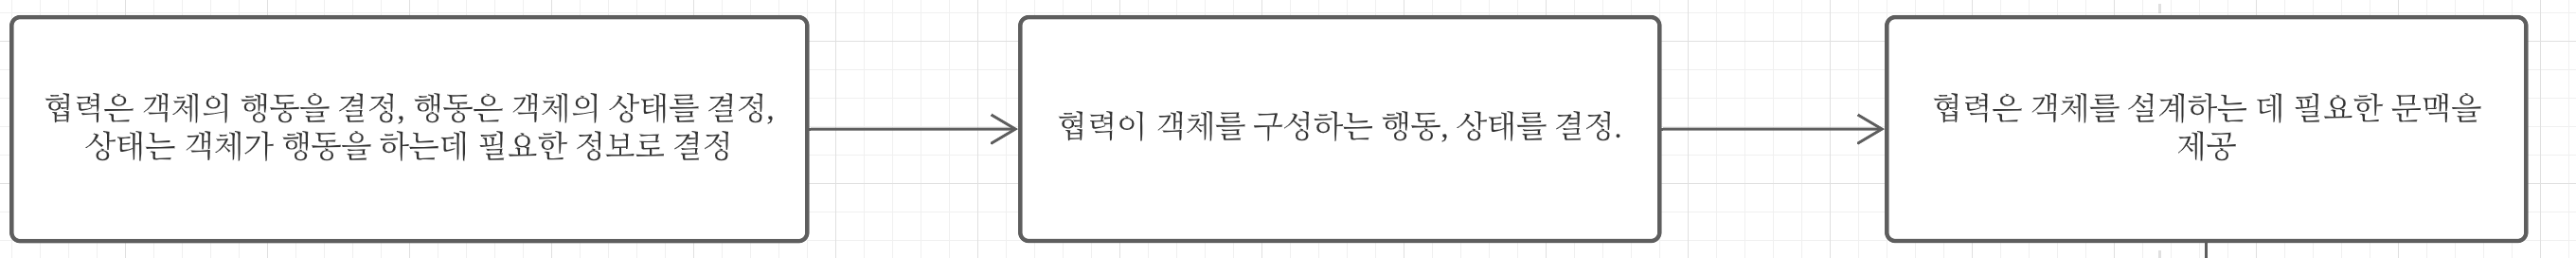 협력은 객체의 행동을 결정, 행동은 객체의 상태를 결정,
상태는 객체가 행동을 하는데 필요한 정보로 결정
협력이 객체를 구성하는 행동, 상태를 결정.
협력은 객체를 설계하는 데 필요한 문맥을
제공